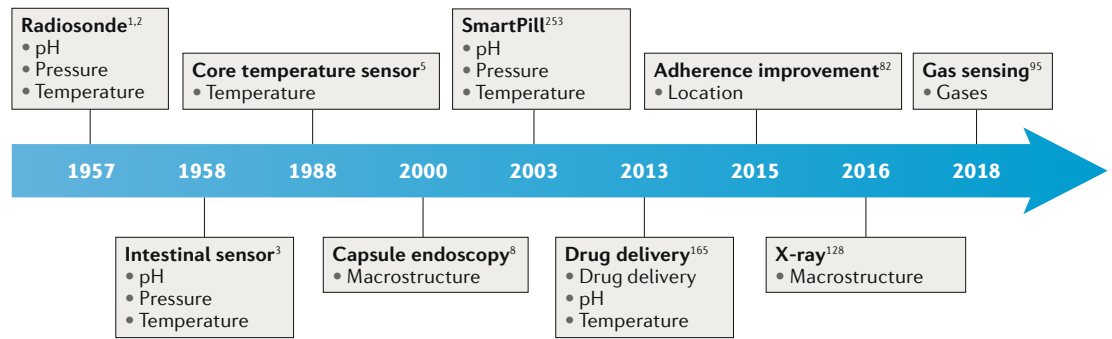 Radiosonde1,2
• pH
• Pressure
• Temperature
Core temperature sensor5
• Temperature
SmartPill253
• pH
• Pressure
• Temperature
Adherence improvement82
• Location
Gas sensing95
• Gases
1957 1958 1988 2000 2003 2013 2015 2016 2018
Intestinal sensor3
• pH
• Pressure
• Temperature
Capsule endoscopy8
• Macrostructure
Drug delivery165
• Drug delivery
• pH
• Temperature
X-ray128
• Macrostructure